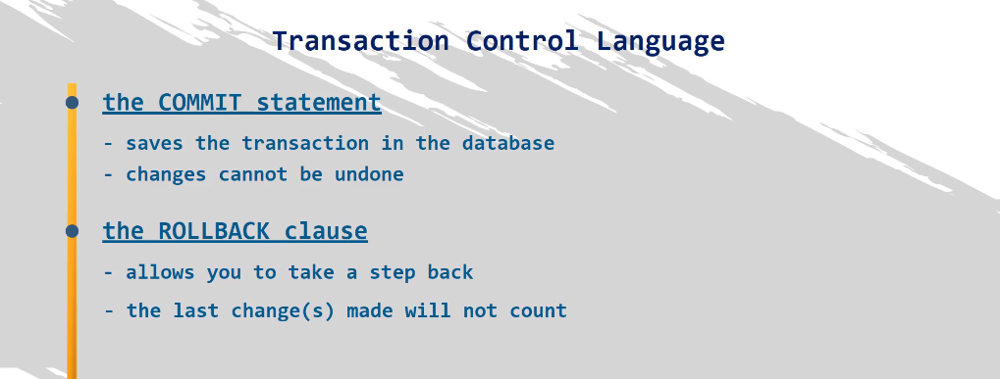 Transaction Control Language
the COMMIT statement
- saves the transaction in the database
- changes cannot be undone
the ROLLBACK clause
- allows you to take a step back
- the last change(s) made will not count